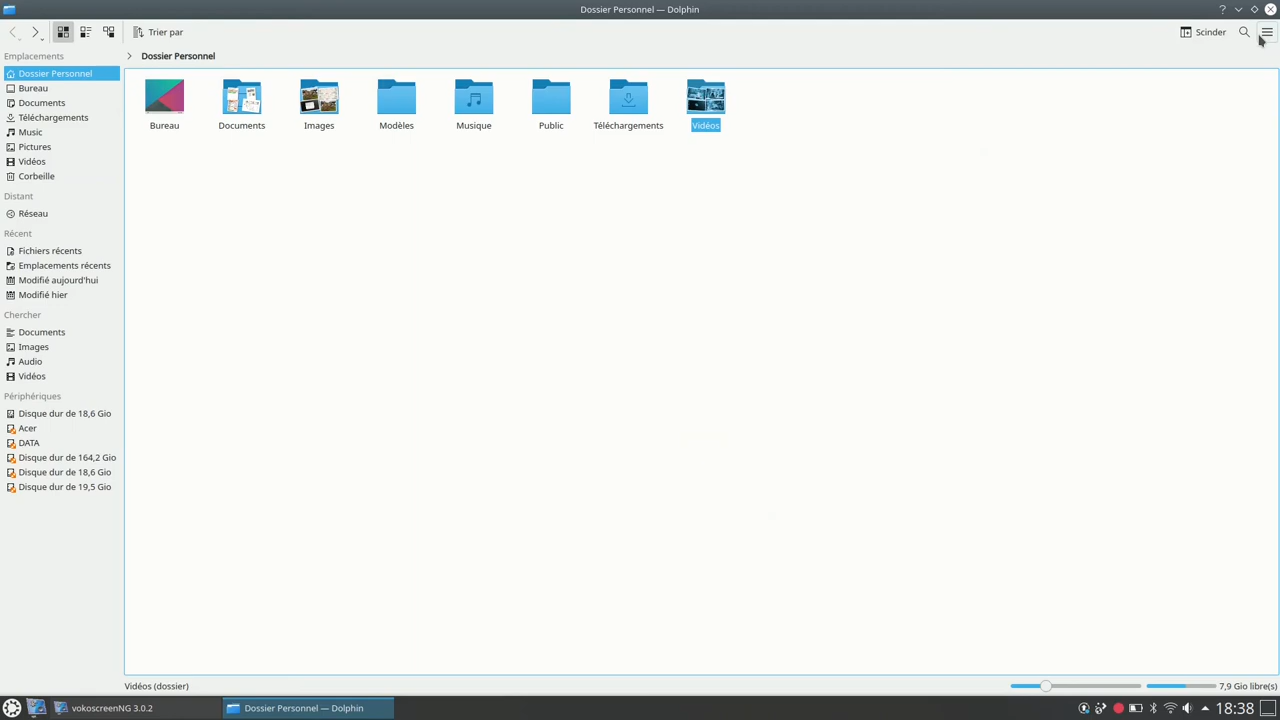 Dossier Personnel — Dolphin
Trier par
Scinder
Emplacements
Dossier Personnel
Bureau
Documents
Téléchargements
Music
Pictures
Vidéos
Corbeille
Distant
Réseau
Récent
Fichiers récents
Emplacements récents
Modifié aujourd'hui
Modifié hier
Chercher
Documents
Images
Audio
Vidéos
Périphériques
Disque dur de 18,6 Gio
Acer
DATA
Disque dur de 164,2 Gio
Disque dur de 18,6 Gio
Disque dur de 19,5 Gio
Dossier Personnel
Bureau
Documents
Images
Modèles
Musique
Public
Téléchargements
Vidéos
Vidéos (dossier)
7,9 Gio libre(s)
vokoscreenNG 3.0.2
Dossier Personnel — Dolphin
18:38